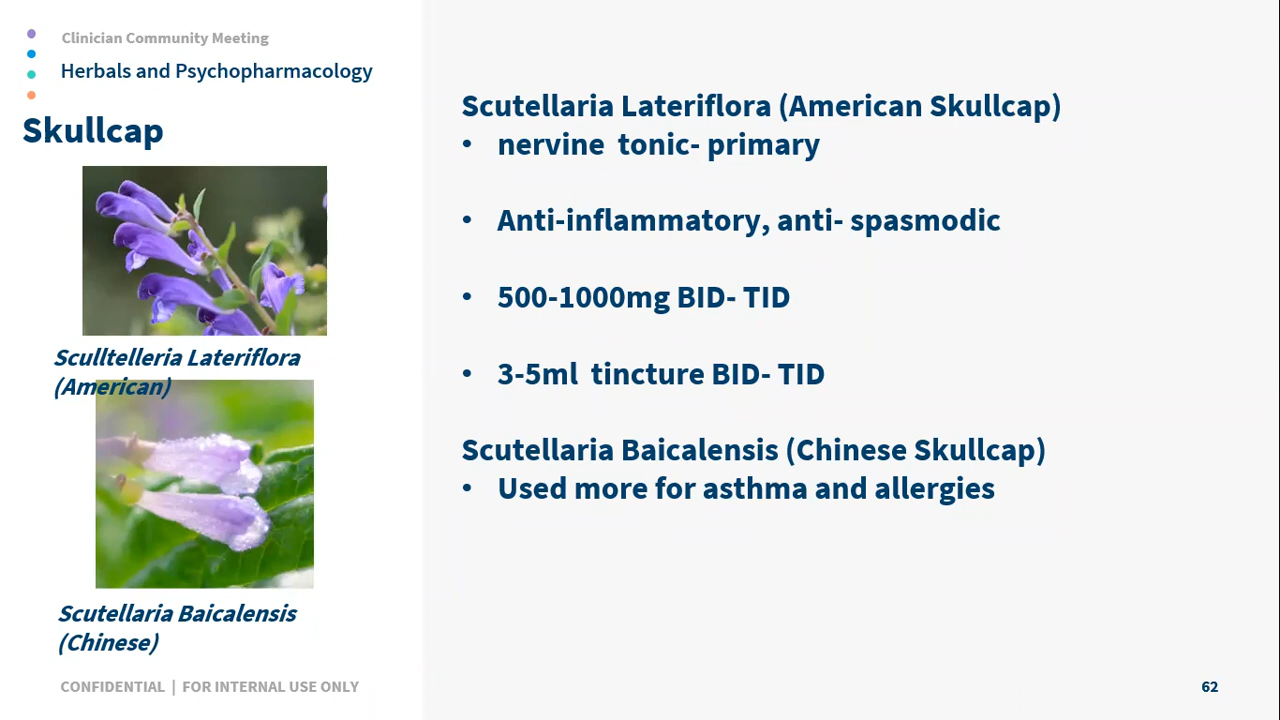 Clinician Community Meeting
Herbals and Psychopharmacology
Skullcap
Sculltelleria Lateriflora
(American)
Scutellaria Baicalensis
(Chinese)
CONFIDENTIAL | FOR INTERNAL USE ONLY
Scutellaria Lateriflora (American Skullcap)
• nervine tonic- primary
• Anti-inflammatory, anti- spasmodic
• 500-1000mg BID- TID
• 3-5ml tincture BID- TID
Scutellaria Baicalensis (Chinese Skullcap)
• Used more for asthma and allergies
62